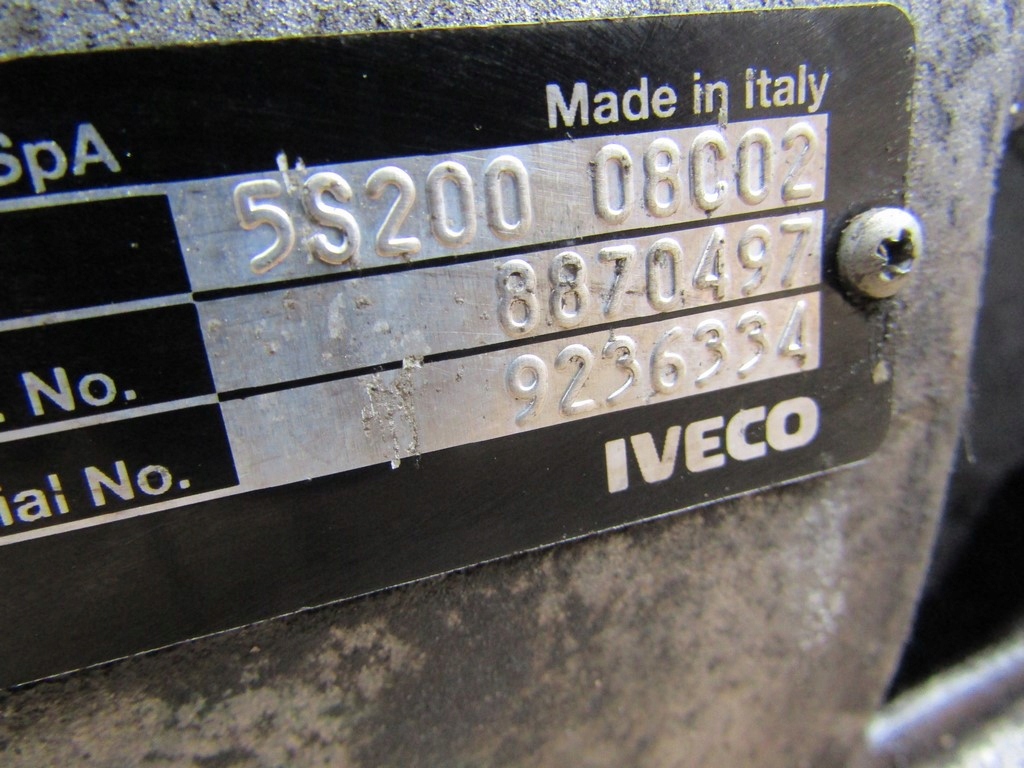 Made in Italy
SpA
5S200 08C02
8870497
. No.
9236334
ial No.
IVECO